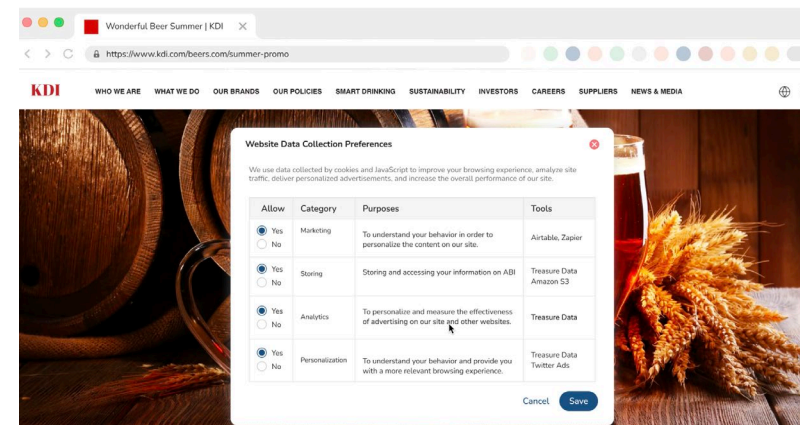 Wonderful Beer Summer | KDI
https://www.kdi.com/beers.com/summer-promo
KDI
WHO WE ARE WHAT WE DO OUR BRANDS OUR POLICIES SMART DRINKING SUSTAINABILITY INVESTORS CAREERS SUPPLIERS NEWS & MEDIA
Website Data Collection Preferences
We use data collected by cookies and JavaScript to improve your browsing experience, analyze site
traffic, deliver personalized advertisements, and increase the overall performance of our site.
Allow Category Purposes Tools
Yes
No
Marketing
To understand your behavior in order to
personalize the content on our site.
Airtable, Zapier
Yes
No
Storing
Storing and accessing your information on ABI
Treasure Data
Amazon S3
Yes
No
Analytics
To personalize and measure the effectiveness
of advertising on our site and other websites.
Treasure Data
Yes
No
Personalization
To understand your behavior and provide you
with a more relevant browsing experience.
Treasure Data
Twitter Ads
Cancel Save